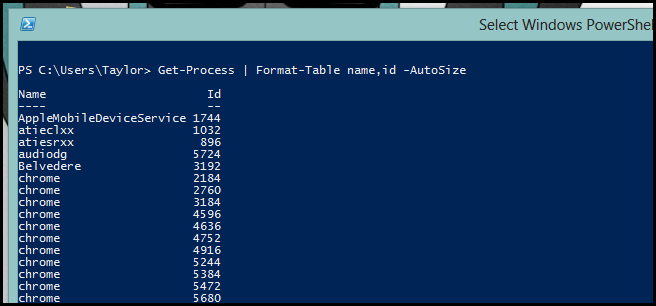 Select Windows PowerShel
PS C:\Users\Taylor> Get-Process | Format-Table name,id -AutoSize
Name Id
---- --
AppleMobileDeviceService 1744
atieclxx 1032
atiesrxx 896
audiodg 5724
Belvedere 3192
chrome 2184
chrome 2760
chrome 3184
chrome 4596
chrome 4636
chrome 4752
chrome 4916
chrome 5244
chrome 5384
chrome 5472
chrome 5680